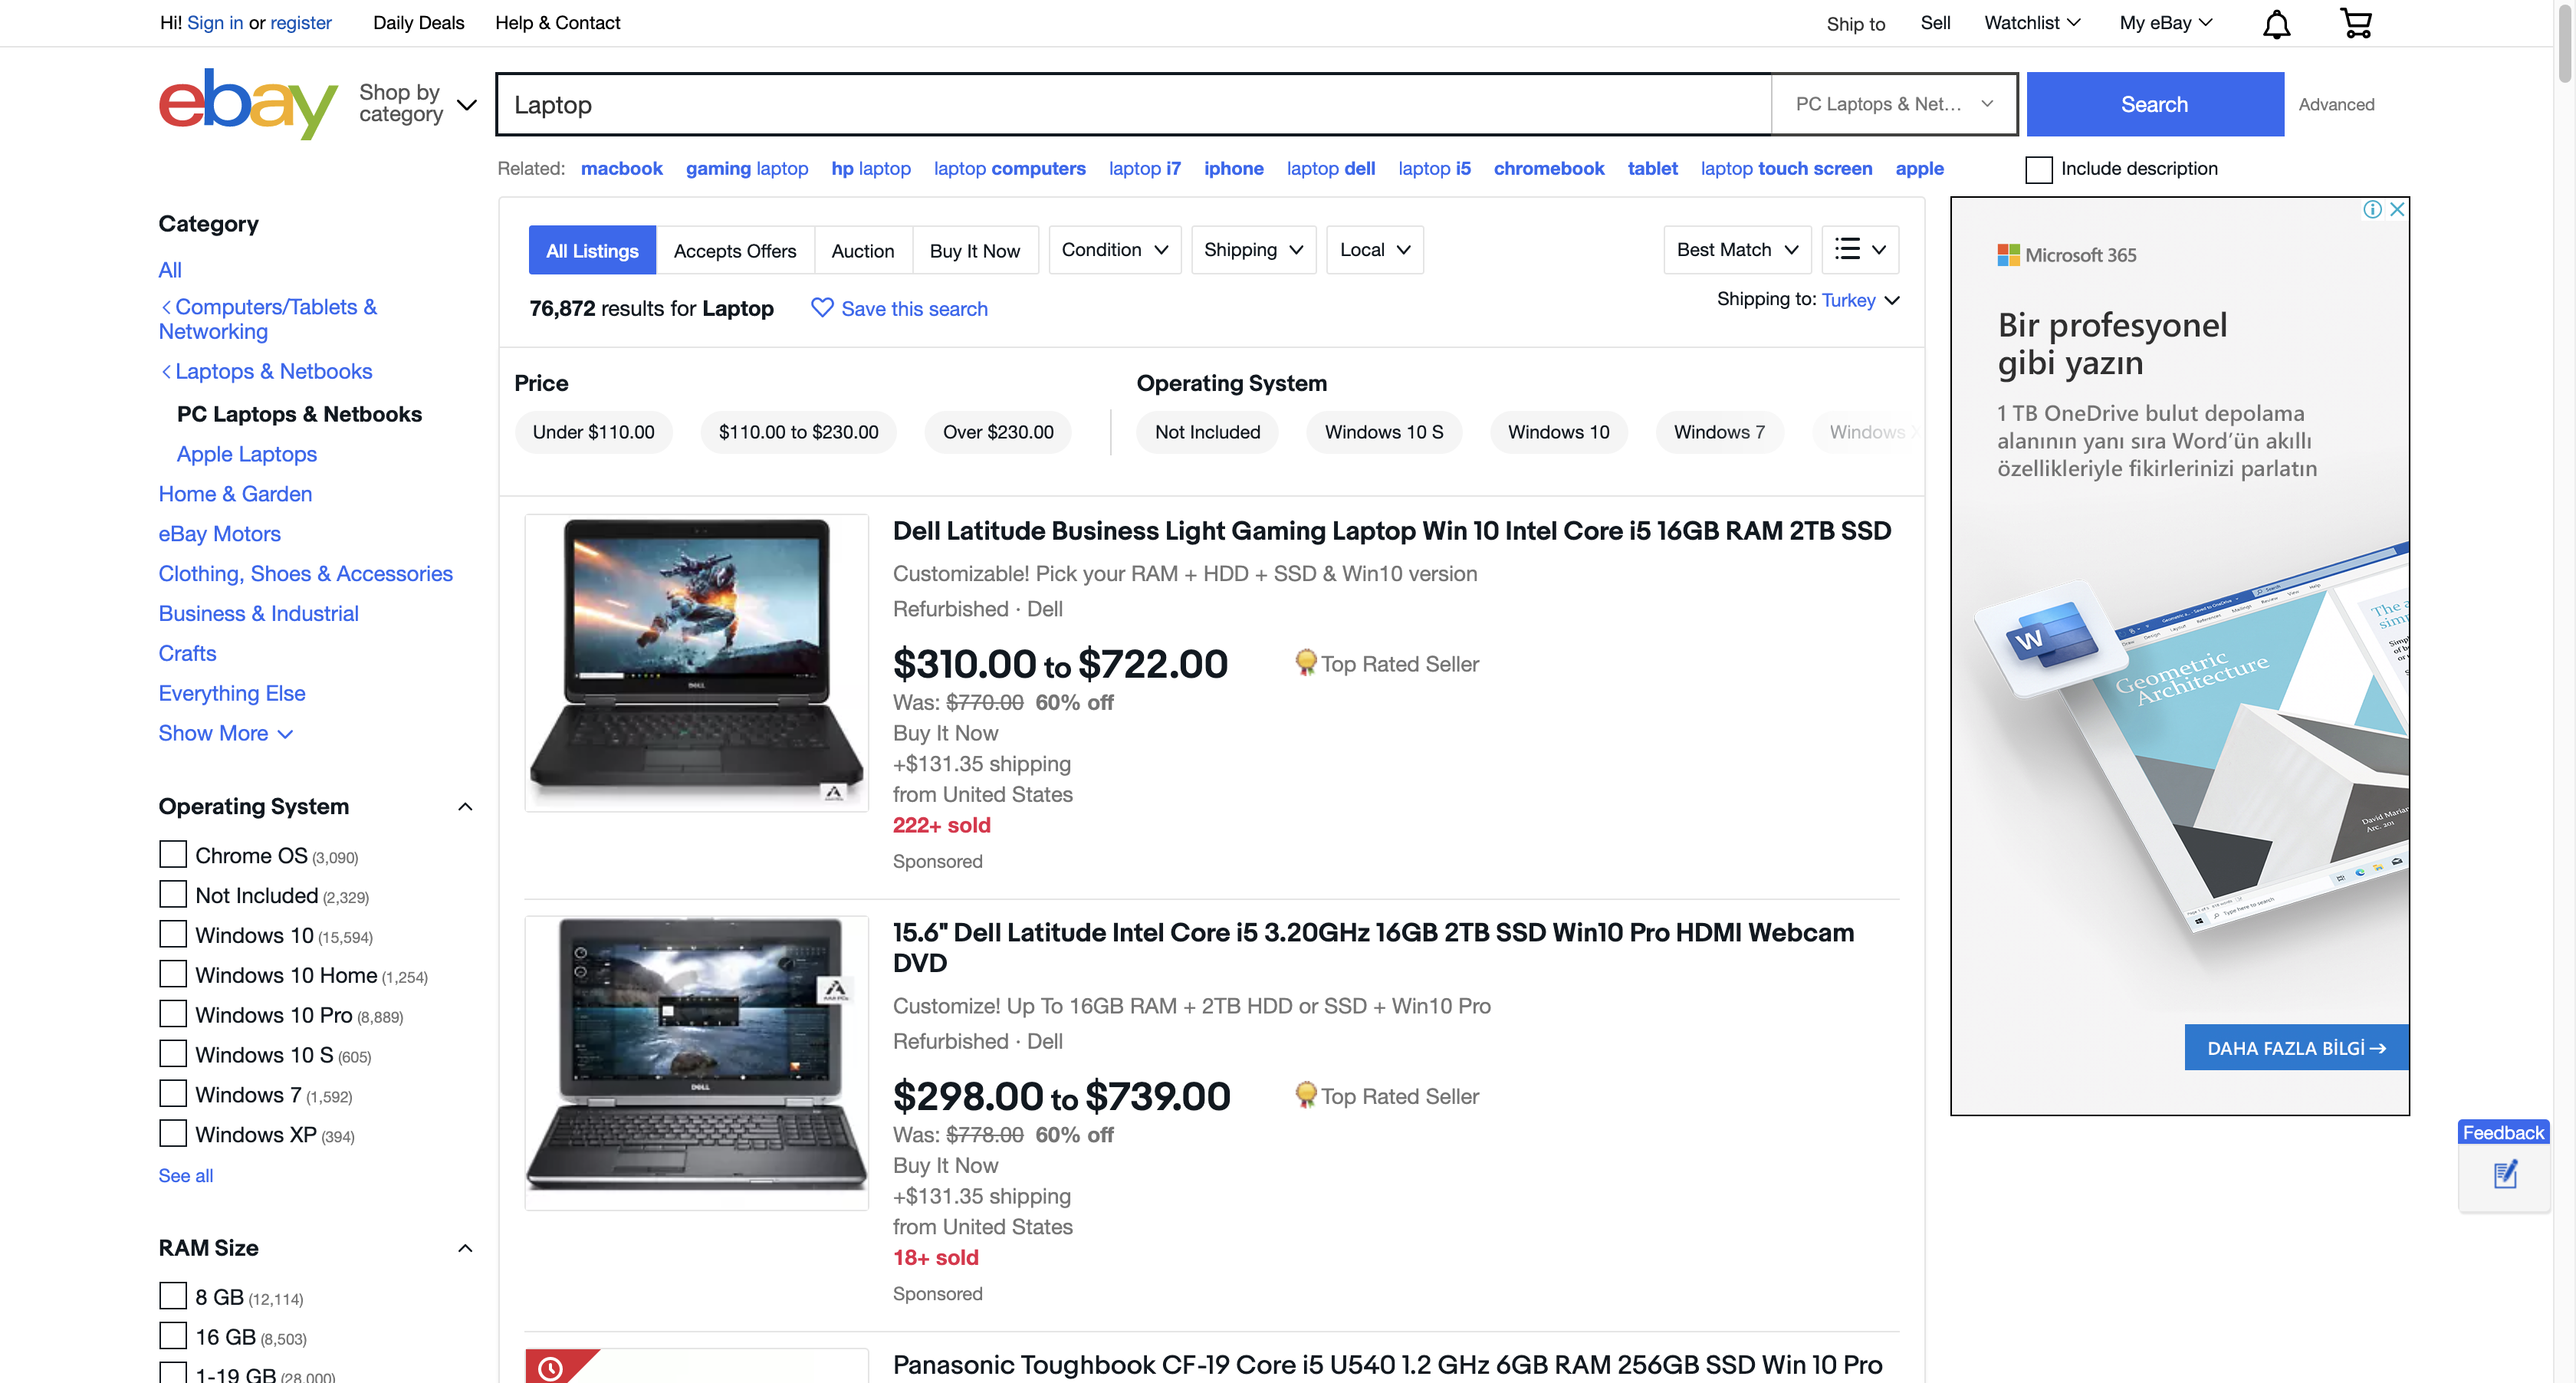 Hi! Sign in or register
Daily Deals
Help & Contact
Ship to
Sell
Watchlist
My eBay
ebay
Shop by
category
Laptop
PC Laptops & Net...
Search
Advanced
Related: macbook gaming laptop hp laptop laptop computers laptop i7 iphone laptop dell laptop i5 chromebook tablet laptop touch screen apple
Include description
Category
All
Computers/Tablets &
Networking
Laptops & Netbooks
PC Laptops & Netbooks
Apple Laptops
Home & Garden
eBay Motors
Clothing, Shoes & Accessories
Business & Industrial
Crafts
Everything Else
Show More
Operating System
Chrome OS (3,090)
Not Included (2,329)
Windows 10 (15,594)
Windows 10 Home (1,254)
Windows 10 Pro (8,889)
Windows 10 S (605)
Windows 7 (1,592)
Windows XP (394)
See all
RAM Size
8 GB (12,114)
16 GB (8,503)
1-19 GB (28,000)
All Listings
Accepts Offers
Auction
Buy It Now
Condition
Shipping
Local
Best Match
76,872 results for Laptop
Save this search
Shipping to: Turkey
Price
Under $110.00
$110.00 to $230.00
Over $230.00
Operating System
Not Included
Windows 10 S
Windows 10
Windows 7
Windows
Dell Latitude Business Light Gaming Laptop Win 10 Intel Core i5 16GB RAM 2TB SSD
Customizable! Pick your RAM + HDD + SSD & Win10 version
Refurbished · Dell
$310.00 to $722.00
Top Rated Seller
Was: $770.00 60% off
Buy It Now
+$131.35 shipping
from United States
222+ sold
Sponsored
DELL
15.6" Dell Latitude Intel Core i5 3.20GHz 16GB 2TB SSD Win10 Pro HDMI Webcam
DVD
Customize! Up To 16GB RAM + 2TB HDD or SSD + Win10 Pro
Refurbished · Dell
$298.00 to $739.00
Top Rated Seller
Was: $778.00 60% off
Buy It Now
+$131.35 shipping
from United States
18+ sold
Sponsored
DELL
Panasonic Toughbook CF-19 Core i5 U540 1.2 GHz 6GB RAM 256GB SSD Win 10 Pro
Microsoft 365
Bir profesyonel
gibi yazın
1 TB OneDrive bulut depolama
alanının yanı sıra Word'ün akıllı
özellikleriyle fikirlerinizi parlatın
W
Geometric
Architecture
David Marian
Type here to search
DAHA FAZLA BİLGİ
Feedback